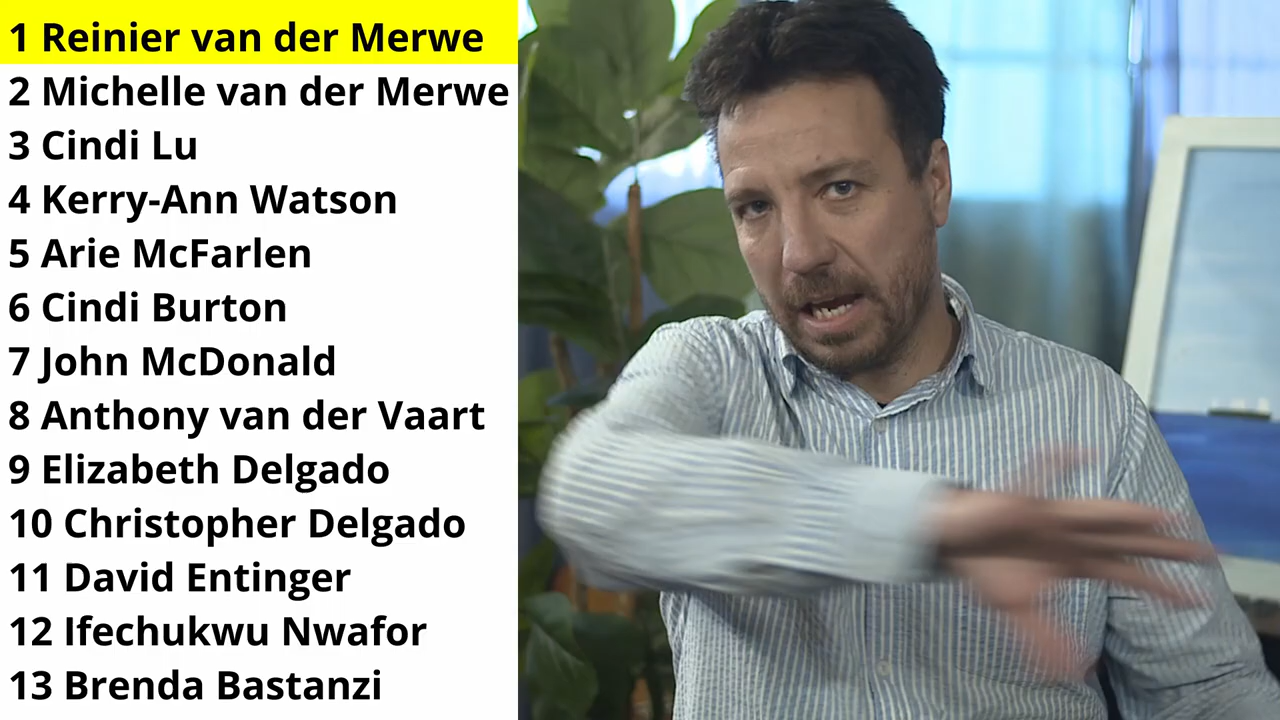 1 Reinier van der Merwe
2 Michelle van der Merwe
3 Cindi Lu
4 Kerry-Ann Watson
5 Arie McFarlen
6 Cindi Burton
7 John McDonald
8 Anthony van der Vaart
9 Elizabeth Delgado
10 Christopher Delgado
11 David Entinger
12 Ifechukwu Nwafor
13 Brenda Bastanzi